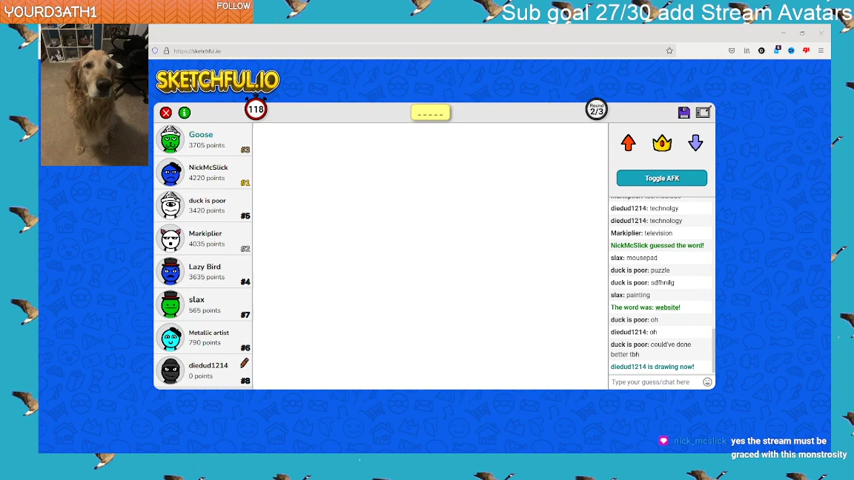 YOURD3ATH1
FOLLOW
Sub goal 27/30 add Stream Avatars
https://sketchful.io
SKETCHFUL.IO
118
_ _ _ _ _
Round
2/3
Goose
3705 points
#3
NickMcSlick
4220 points
#1
duck is poor
3420 points
#5
Markiplier
4035 points
#2
Lazy Bird
3635 points
#4
slax
565 points
#7
Metallic artist
790 points
#6
diedud1214
0 points
#8
Toggle AFK
diedud1214: technolgy
diedud1214: technology
Markiplier: television
NickMcSlick guessed the word!
slax: mousepad
duck is poor: puzzle
duck is poor: sdfhnlg
slax: painting
The word was: website!
duck is poor: oh
diedud1214: oh
duck is poor: could've done
better tbh
diedud1214 is drawing now!
Type your guess/chat here
nick_mcslick yes the stream must be
graced with this monstrosity